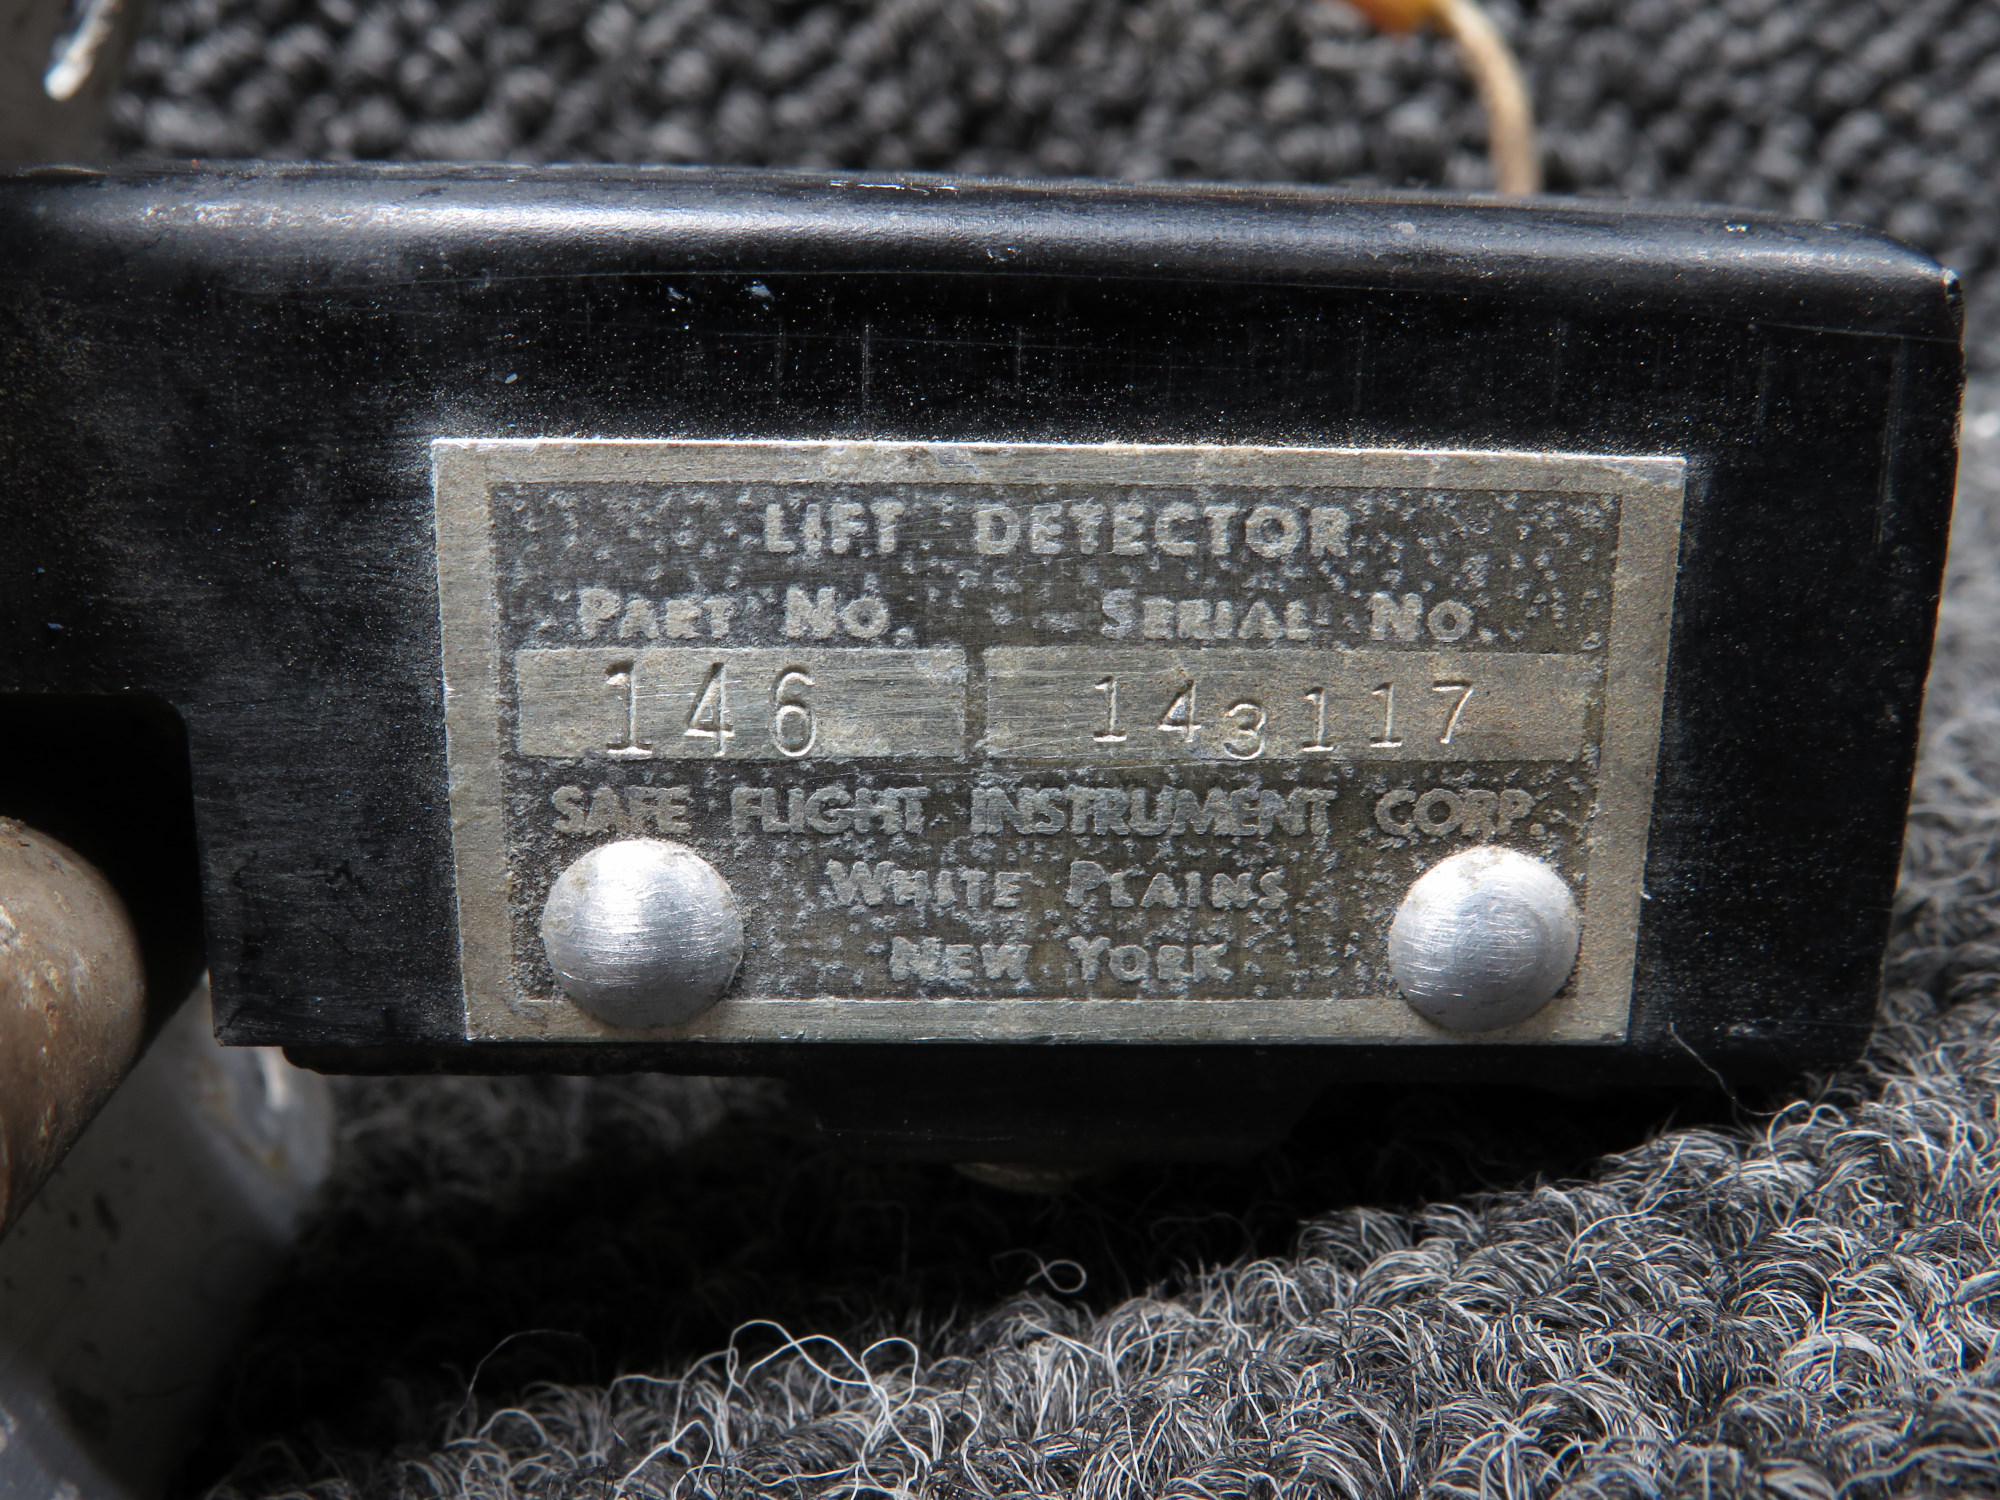 LIFT DETECTOR
PART NO. SERIAL NO.
146 143117
SAFE FLIGHT INSTRUMENT CORP.
WHITE PLAINS
NEW YORK